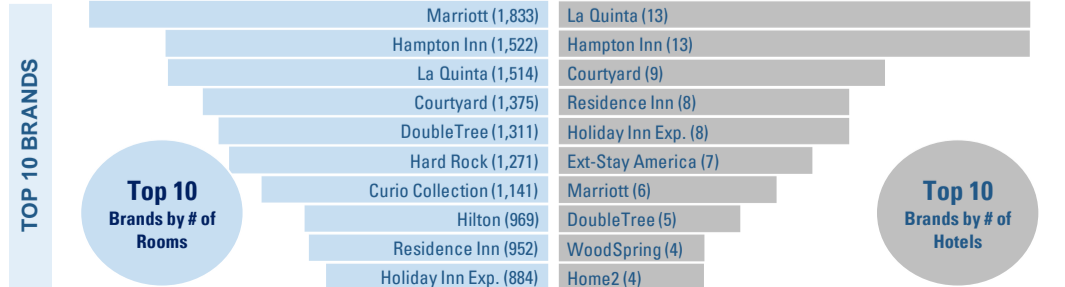 TOP 10 BRANDS
Marriott (1,833)
Hampton Inn (1,522)
La Quinta (1,514)
Courtyard (1,375)
DoubleTree (1,311)
Hard Rock (1,271)
Curio Collection (1,141)
Hilton (969)
Residence Inn (952)
Holiday Inn Exp. (884)
Top 10
Brands by # of
Rooms
La Quinta (13)
Hampton Inn (13)
Courtyard (9)
Residence Inn (8)
Holiday Inn Exp. (8)
Ext-Stay America (7)
Marriott (6)
DoubleTree (5)
WoodSpring (4)
Home2 (4)
Top 10
Brands by # of
Hotels